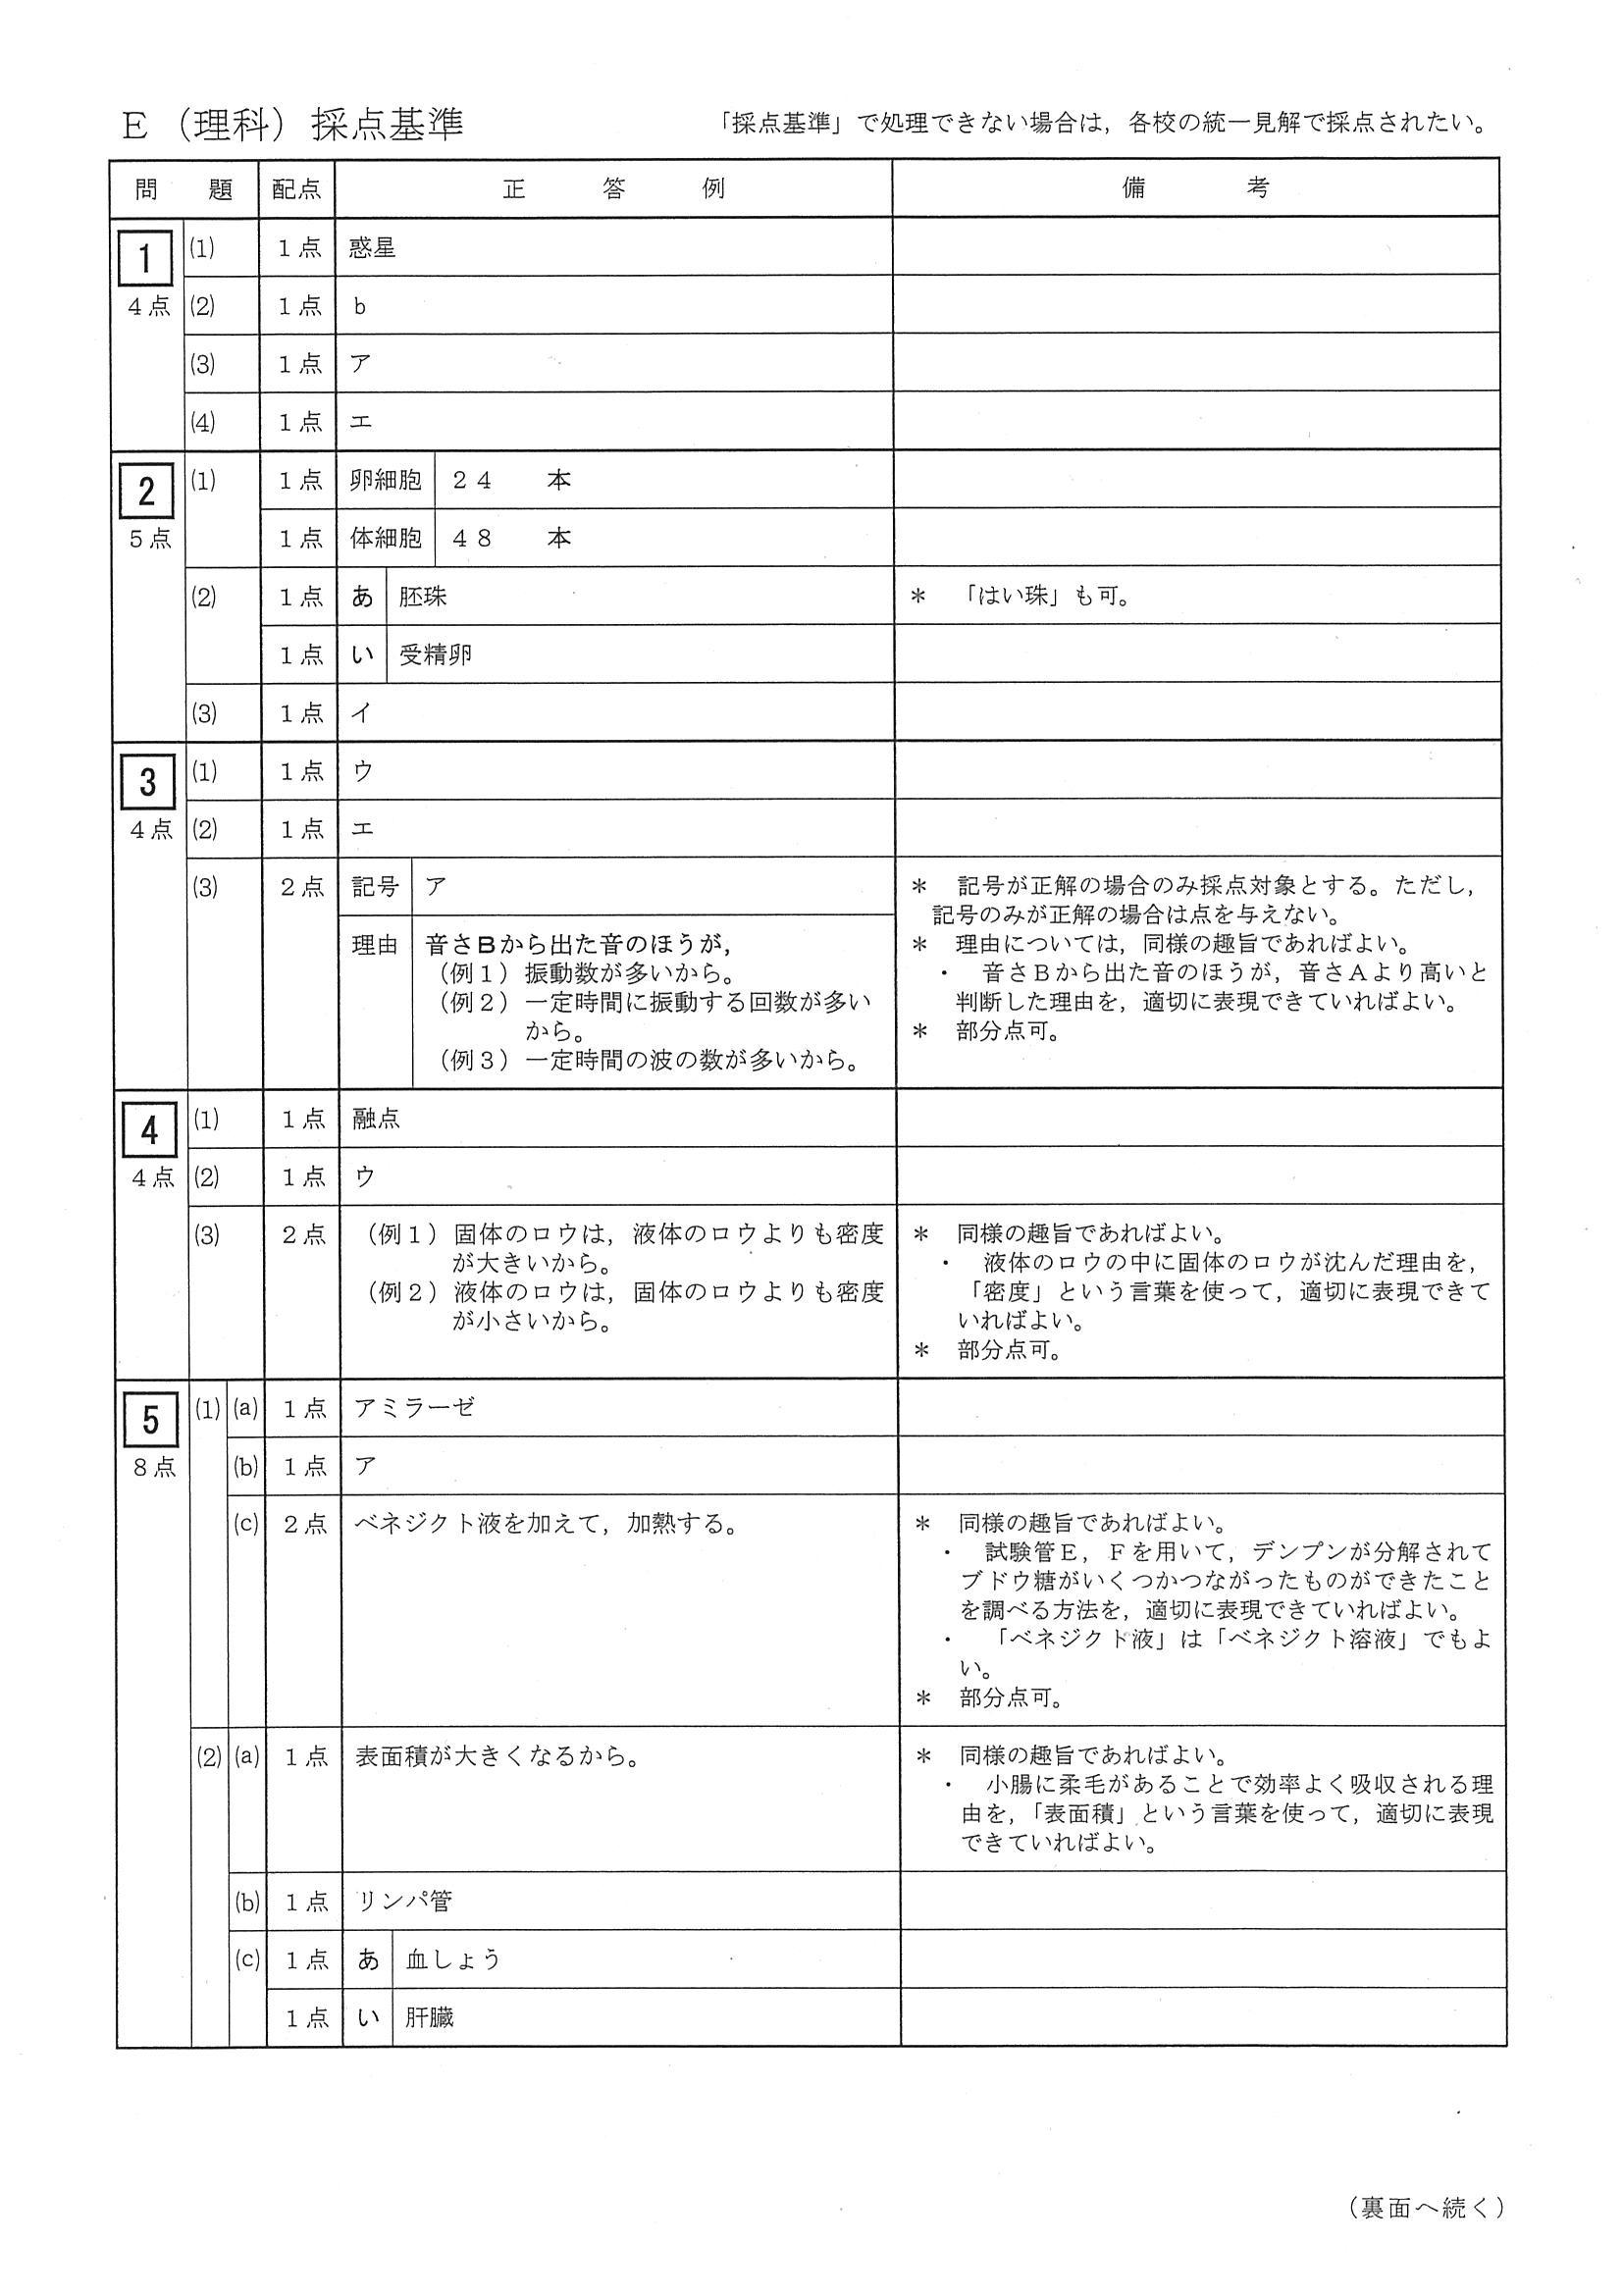 E（理科）採点基準
「採点基準」で処理できない場合は，各校の統一見解で採点されたい。
問　題　配点　正　答　例　備　考
1
4点
(1)　1点　惑星
(2)　1点　b
(3)　1点　ア
(4)　1点　エ
2
5点
(1)　1点　卵細胞　24　本
1点　体細胞　48　本
(2)　1点　あ　胚珠　＊　「はい珠」も可。
1点　い　受精卵
(3)　1点　イ
3
4点
(1)　1点　ウ
(2)　1点　エ
(3)　2点　記号　ア
理由　音さBから出た音のほうが，
（例1）振動数が多いから。
（例2）一定時間に振動する回数が多い
から。
（例3）一定時間の波の数が多いから。
＊　記号が正解の場合のみ採点対象とする。ただし，
記号のみが正解の場合は点を与えない。
＊　理由については，同様の趣旨であればよい。
・　音さBから出た音のほうが，音さAより高いと
判断した理由を，適切に表現できていればよい。
＊　部分点可。
4
4点
(1)　1点　融点
(2)　1点　ウ
(3)　2点　（例1）固体のロウは，液体のロウよりも密度
が大きいから。
（例2）液体のロウは，固体のロウよりも密度
が小さいから。
＊　同様の趣旨であればよい。
・　液体のロウの中に固体のロウが沈んだ理由を，
「密度」という言葉を使って，適切に表現できて
いればよい。
＊　部分点可。
5
8点
(1)　(a)　1点　アミラーゼ
(b)　1点　ア
(c)　2点　ベネジクト液を加えて，加熱する。
＊　同様の趣旨であればよい。
・　試験管E，Fを用いて，デンプンが分解されて
ブドウ糖がいくつかつながったものができたこと
を調べる方法を，適切に表現できていればよい。
・　「ベネジクト液」は「ベネジクト溶液」でもよ
い。
＊　部分点可。
(2)　(a)　1点　表面積が大きくなるから。
＊　同様の趣旨であればよい。
・　小腸に柔毛があることで効率よく吸収される理
由を，「表面積」という言葉を使って，適切に表現
できていればよい。
(b)　1点　リンパ管
(c)　1点　あ　血しょう
1点　い　肝臓
（裏面へ続く）